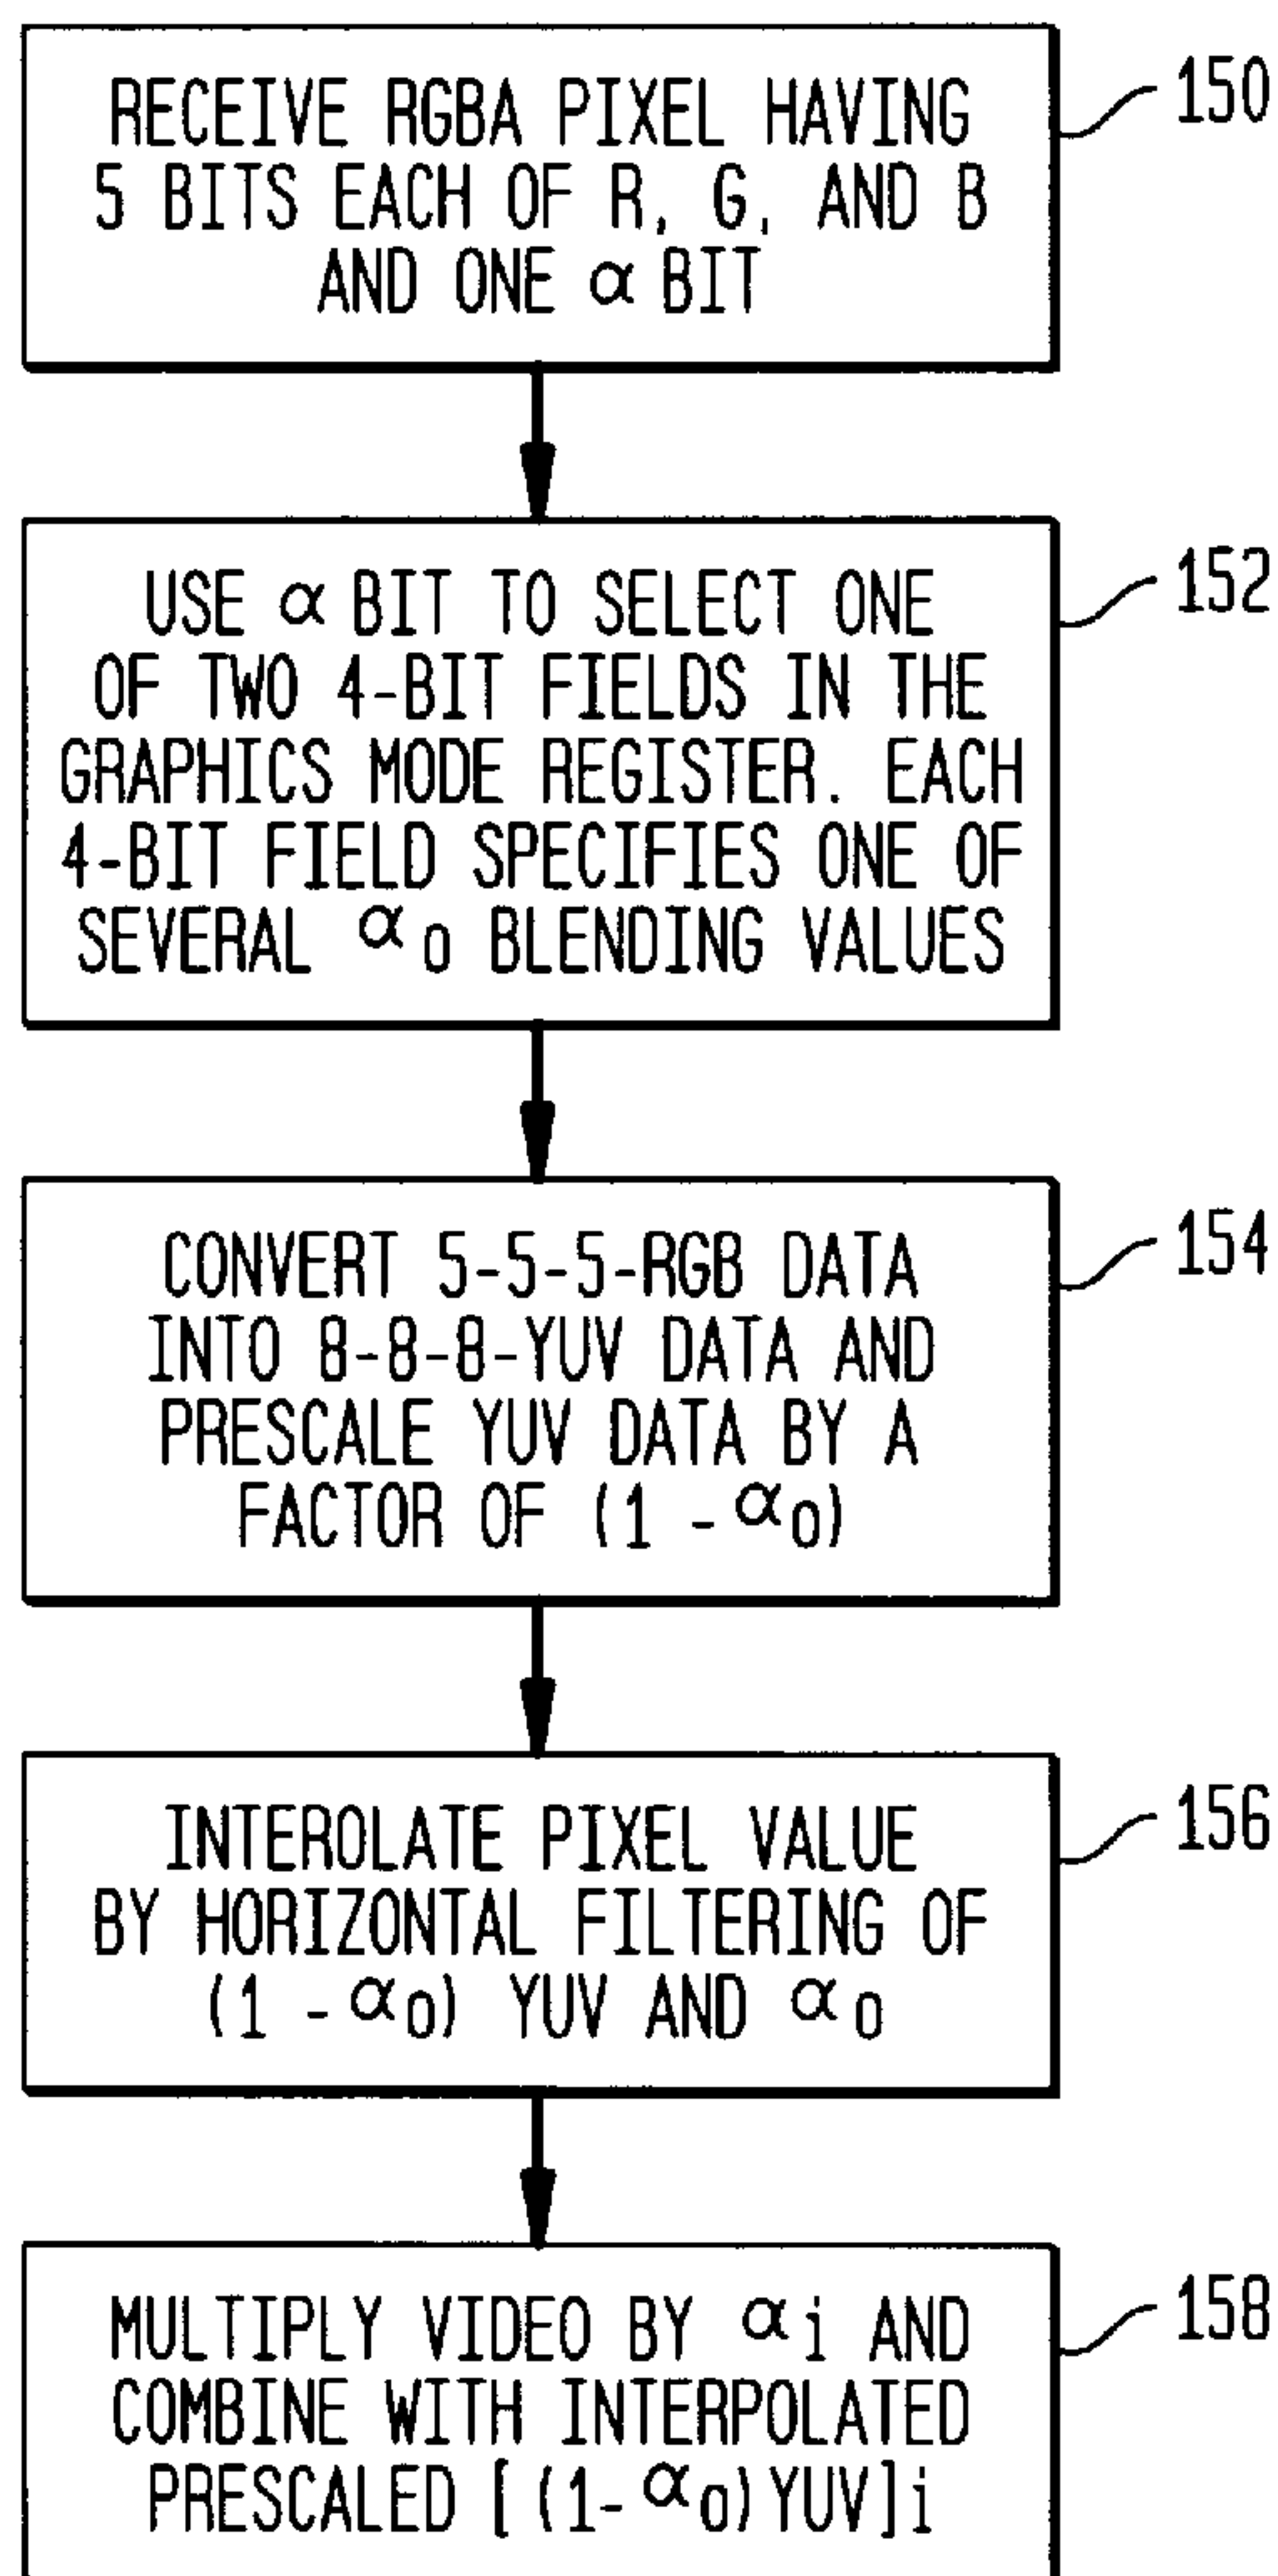 RECEIVE RGBA PIXEL HAVING
5 BITS EACH OF R, G, AND B
AND ONE α BIT
150
USE α BIT TO SELECT ONE
OF TWO 4-BIT FIELDS IN THE
GRAPHICS MODE REGISTER. EACH
4-BIT FIELD SPECIFIES ONE OF
SEVERAL α0 BLENDING VALUES
152
CONVERT 5-5-5-RGB DATA
INTO 8-8-8-YUV DATA AND
PRESCALE YUV DATA BY A
FACTOR OF (1 - α0)
154
INTEROLATE PIXEL VALUE
BY HORIZONTAL FILTERING OF
(1 - α0) YUV AND α0
156
MULTIPLY VIDEO BY αi AND
COMBINE WITH INTERPOLATED
PRESCALED [(1- α0)YUV]i
158